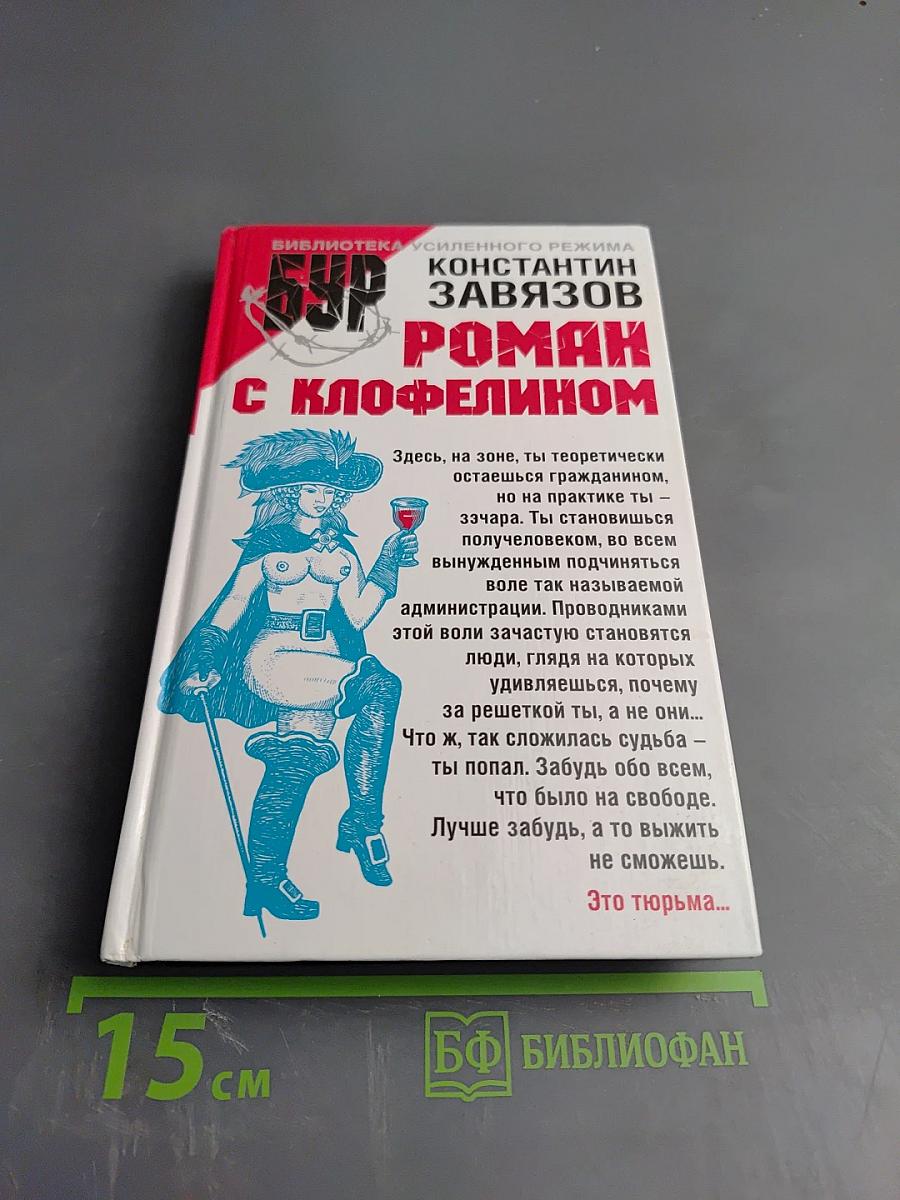 БИБЛИОТЕКА УСИЛЕННОГО РЕЖИМА
БУР
КОНСТАНТИН
ЗАВЯЗОВ
РОМАН
С КЛОФЕЛИНОМ
Здесь, на зоне, ты теоретически
остаешься гражданином,
но на практике ты –
зэчара. Ты становишься
получеловеком, во всем
вынужденным подчиняться
воле так называемой
администрации. Проводниками
этой воли зачастую становятся
люди, глядя на которых
удивляешься, почему
за решеткой ты, а не они...
Что ж, так сложилась судьба –
ты попал. Забудь обо всем,
что было на свободе.
Лучше забудь, а то выжить
не сможешь.
Это тюрьма...
15 см
БФ БИБЛИОФАН